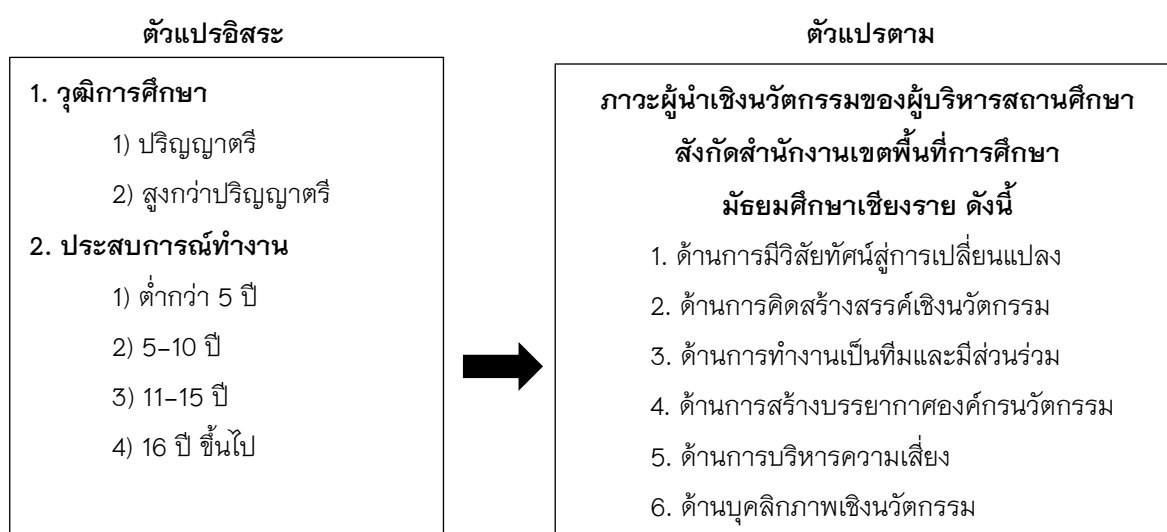 ตัวแปรอิสระ
1. วุฒิการศึกษา
1) ปริญญาตรี
2) สูงกว่าปริญญาตรี
2. ประสบการณ์ทำงาน
1) ต่ำกว่า 5 ปี
2) 5–10 ปี
3) 11–15 ปี
4) 16 ปี ขึ้นไป
ตัวแปรตาม
ภาวะผู้นำเชิงนวัตกรรมของผู้บริหารสถานศึกษา
สังกัดสำนักงานเขตพื้นที่การศึกษา
มัธยมศึกษาเชียงราย ดังนี้
1. ด้านการมีวิสัยทัศน์สู่การเปลี่ยนแปลง
2. ด้านการคิดสร้างสรรค์เชิงนวัตกรรม
3. ด้านการทำงานเป็นทีมและมีส่วนร่วม
4. ด้านการสร้างบรรยากาศองค์กรนวัตกรรม
5. ด้านการบริหารความเสี่ยง
6. ด้านบุคลิกภาพเชิงนวัตกรรม